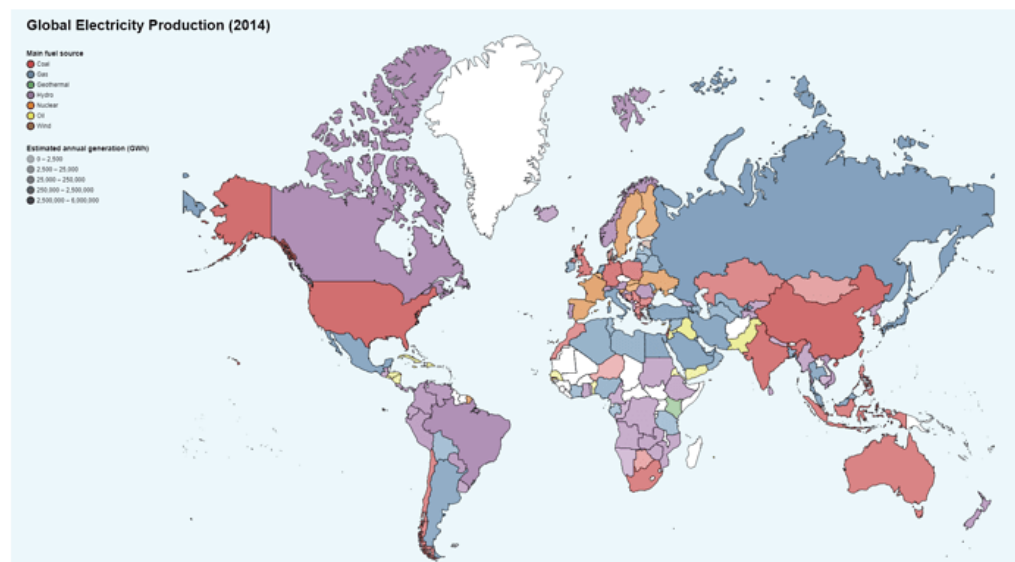 Global Electricity Production (2014)
Main fuel source
Coal
Gas
Geothermal
Hydro
Nuclear
Oil
Wind
Estimated annual generation (GWh)
0 – 2,500
2,500 – 25,000
25,000 – 250,000
250,000 – 2,500,000
2,500,000 – 6,000,000